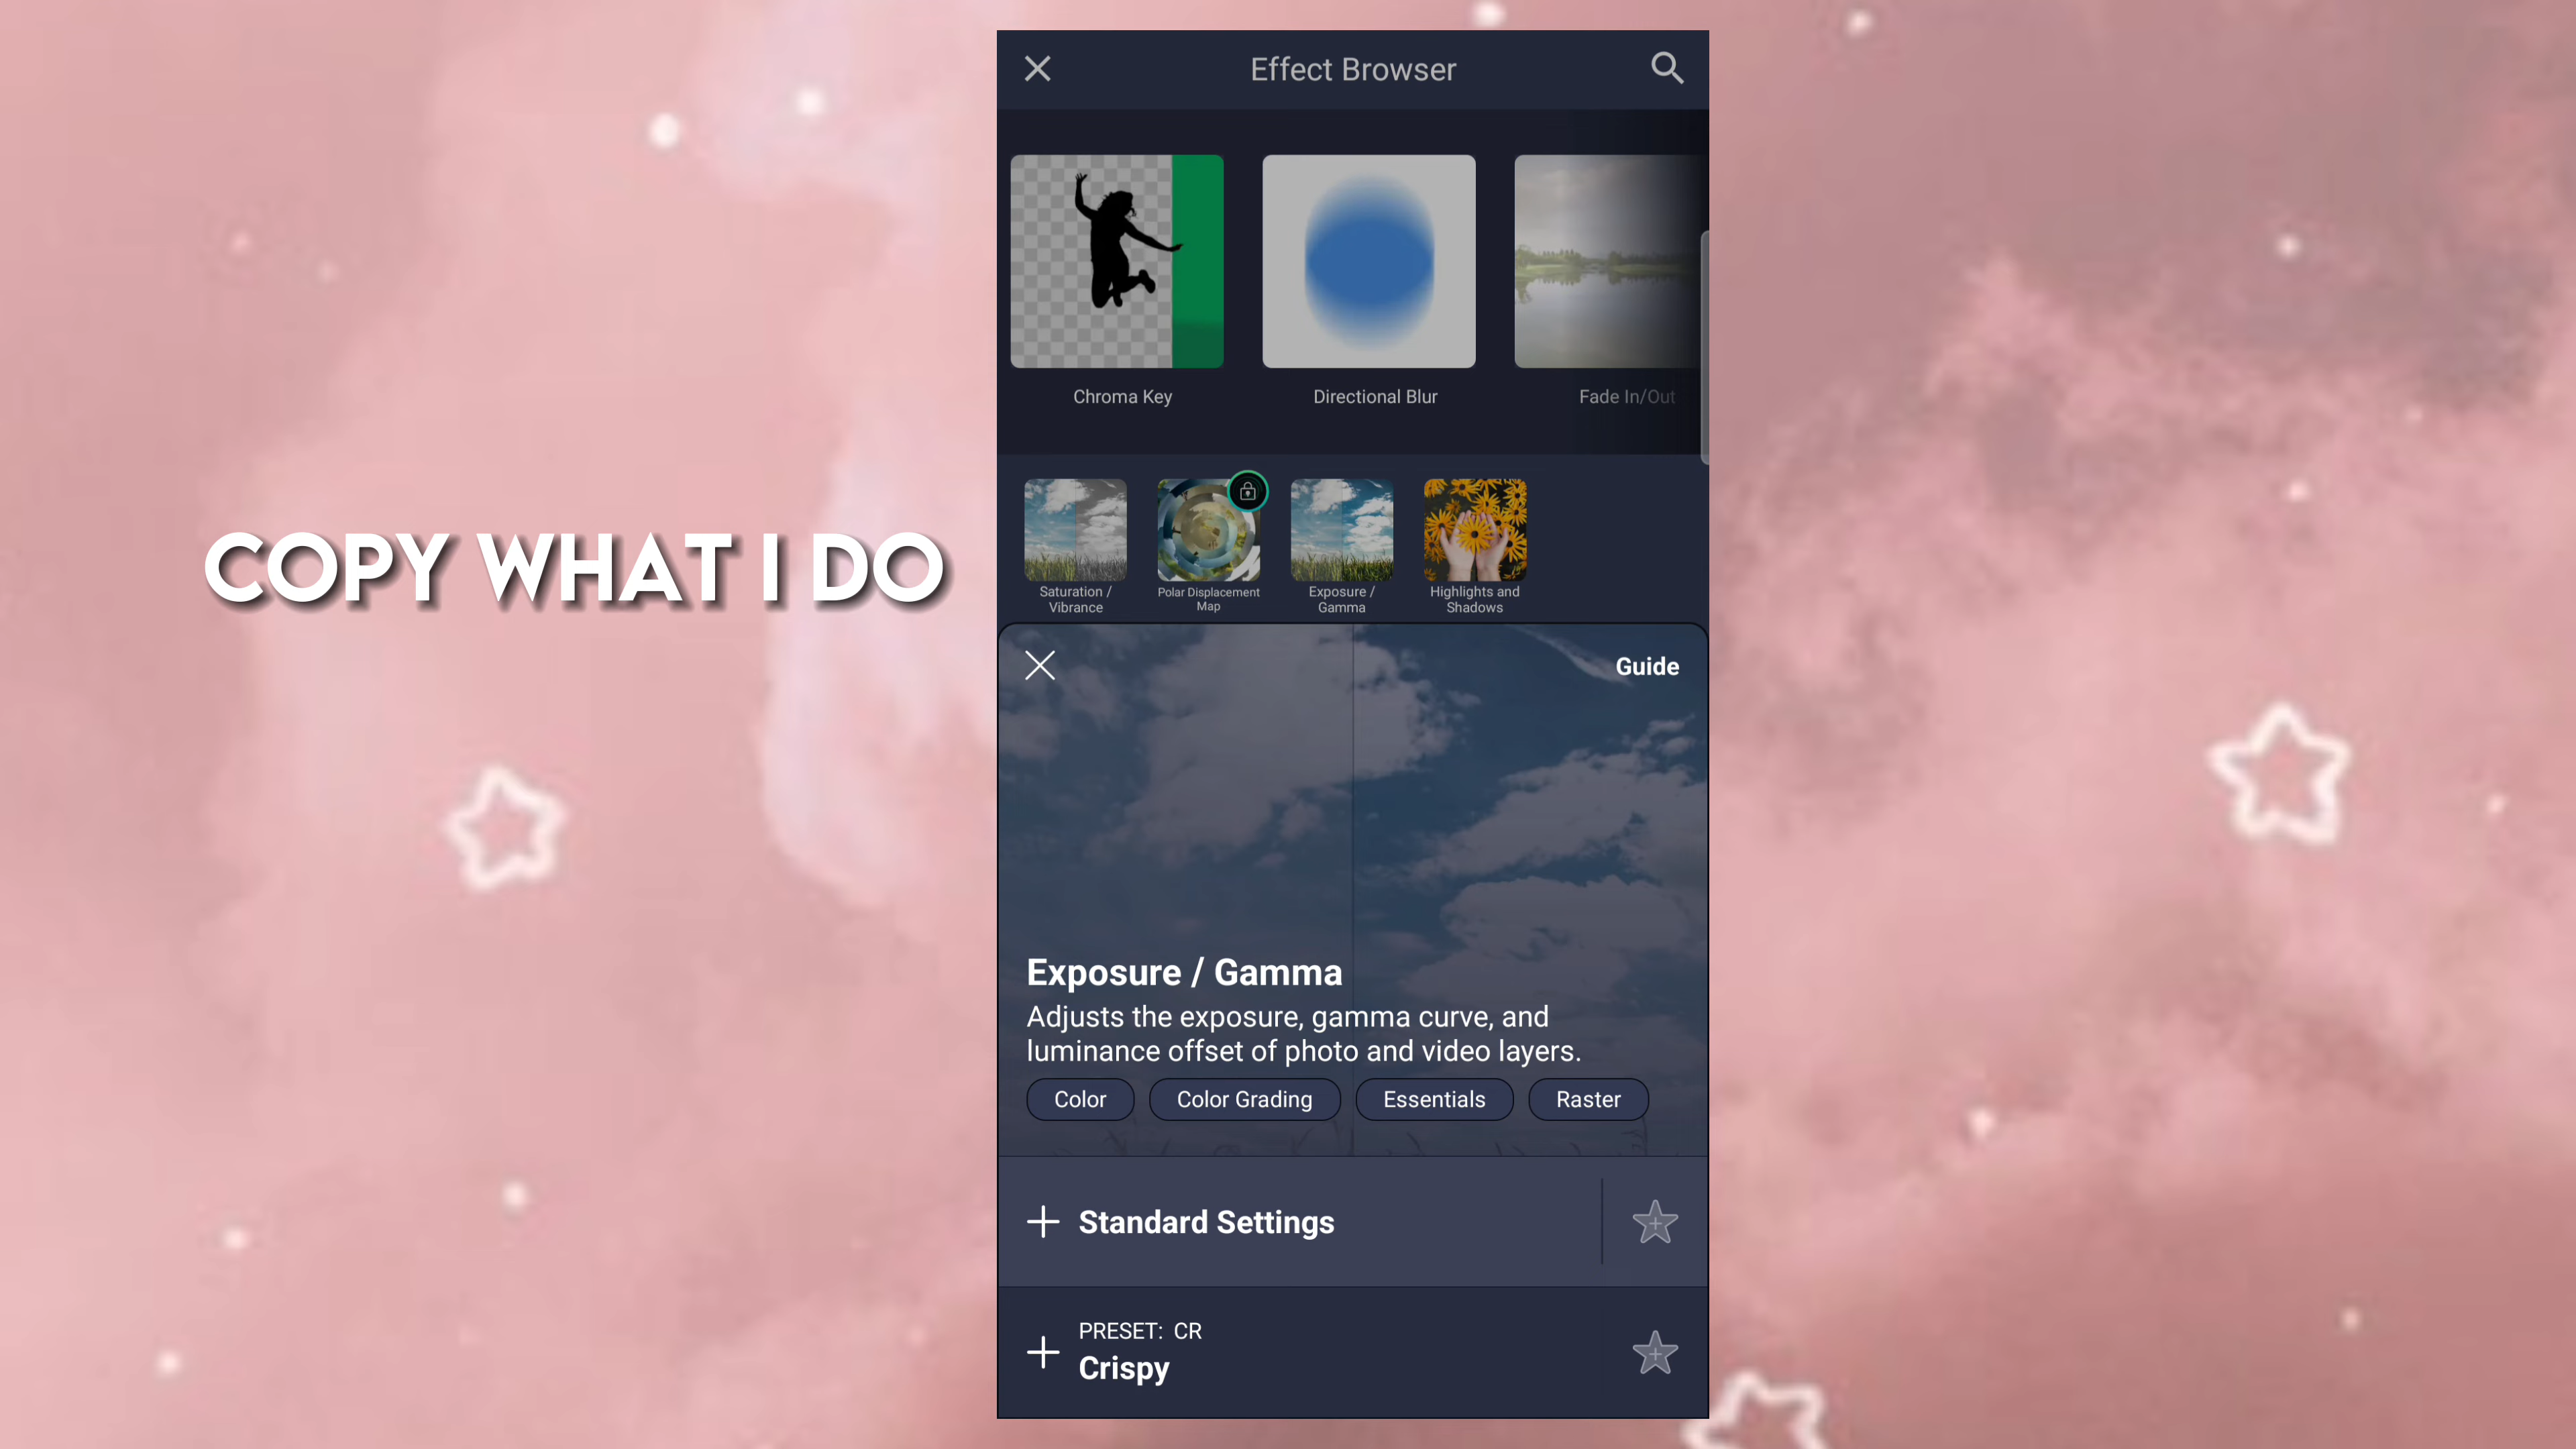 Effect Browser
Chroma Key
Directional Blur
Fade In/Out
COPY WHAT I DO
Saturation /
Vibrance
Polar Displacement
Map
Exposure /
Gamma
Highlights and
Shadows
Guide
Exposure / Gamma
Adjusts the exposure, gamma curve, and
luminance offset of photo and video layers.
Color
Color Grading
Essentials
Raster
Standard Settings
PRESET: CR
Crispy